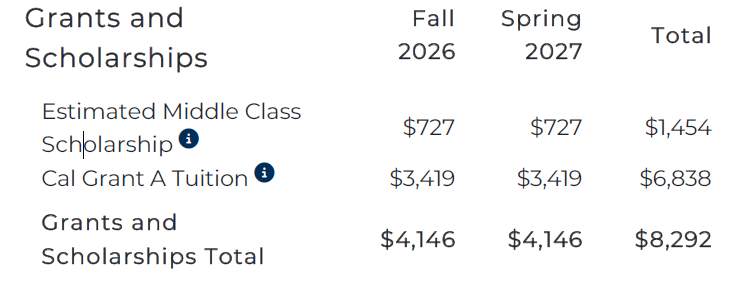 Grants and Scholarships Fall 2026 Spring 2027 Total
Estimated Middle Class Scholarship $727 $727 $1,454
Cal Grant A Tuition $3,419 $3,419 $6,838
Grants and Scholarships Total $4,146 $4,146 $8,292